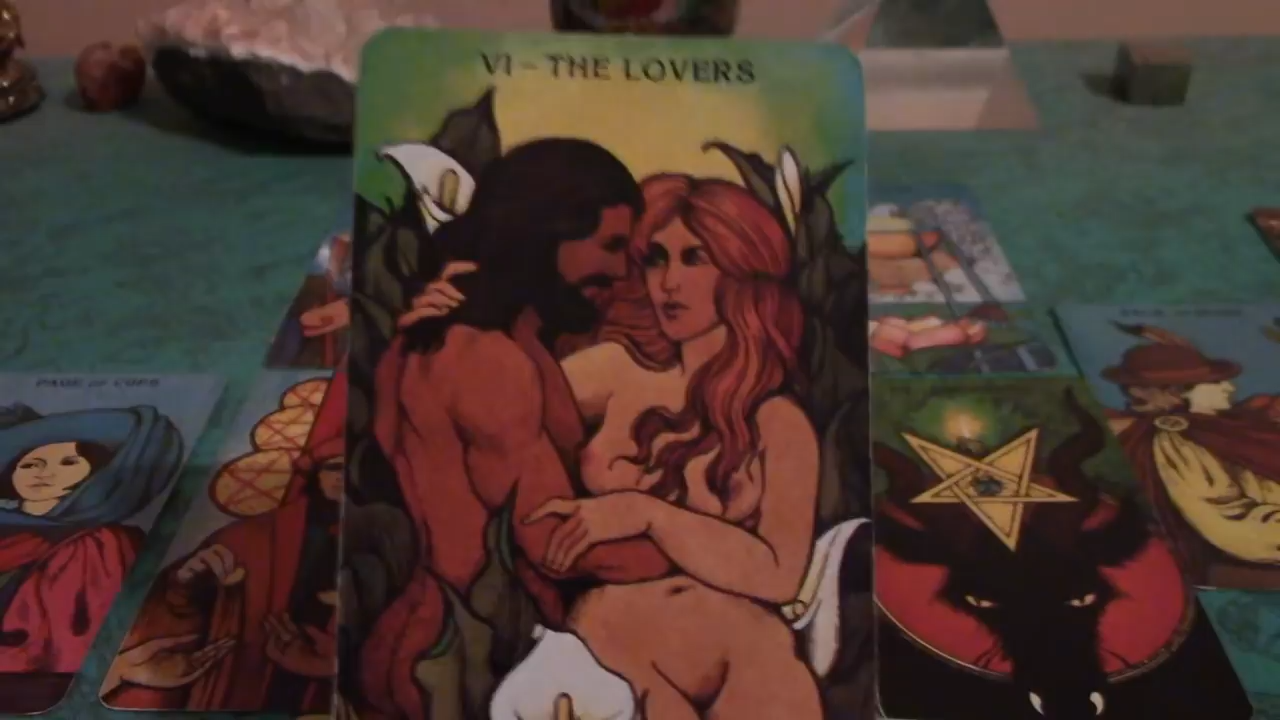 VI – THE LOVERS
PAGE OF CUPS